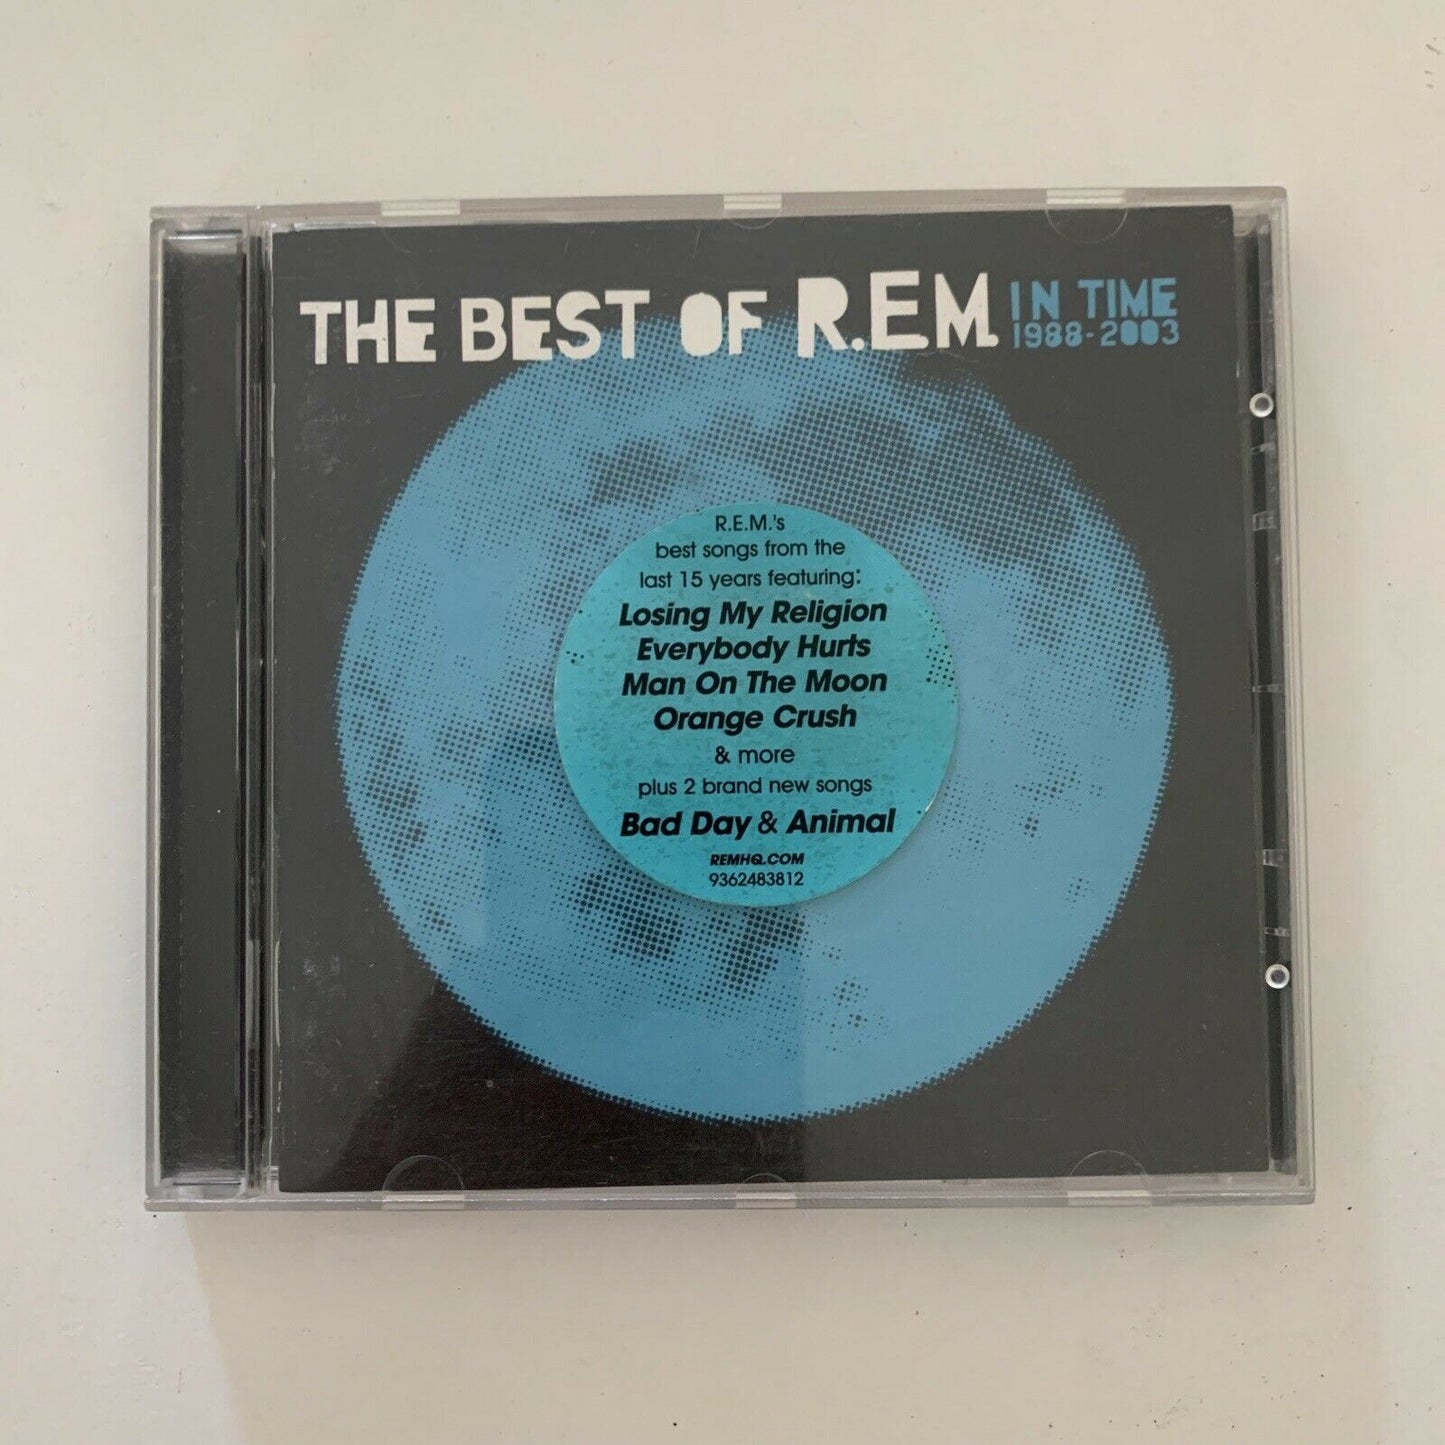 THE BEST OF R.E.M. IN TIME
1988-2003
R.E.M.'s
best songs from the
last 15 years featuring:
Losing My Religion
Everybody Hurts
Man On The Moon
Orange Crush
& more
plus 2 brand new songs
Bad Day & Animal
REMHQ.COM
9362483812